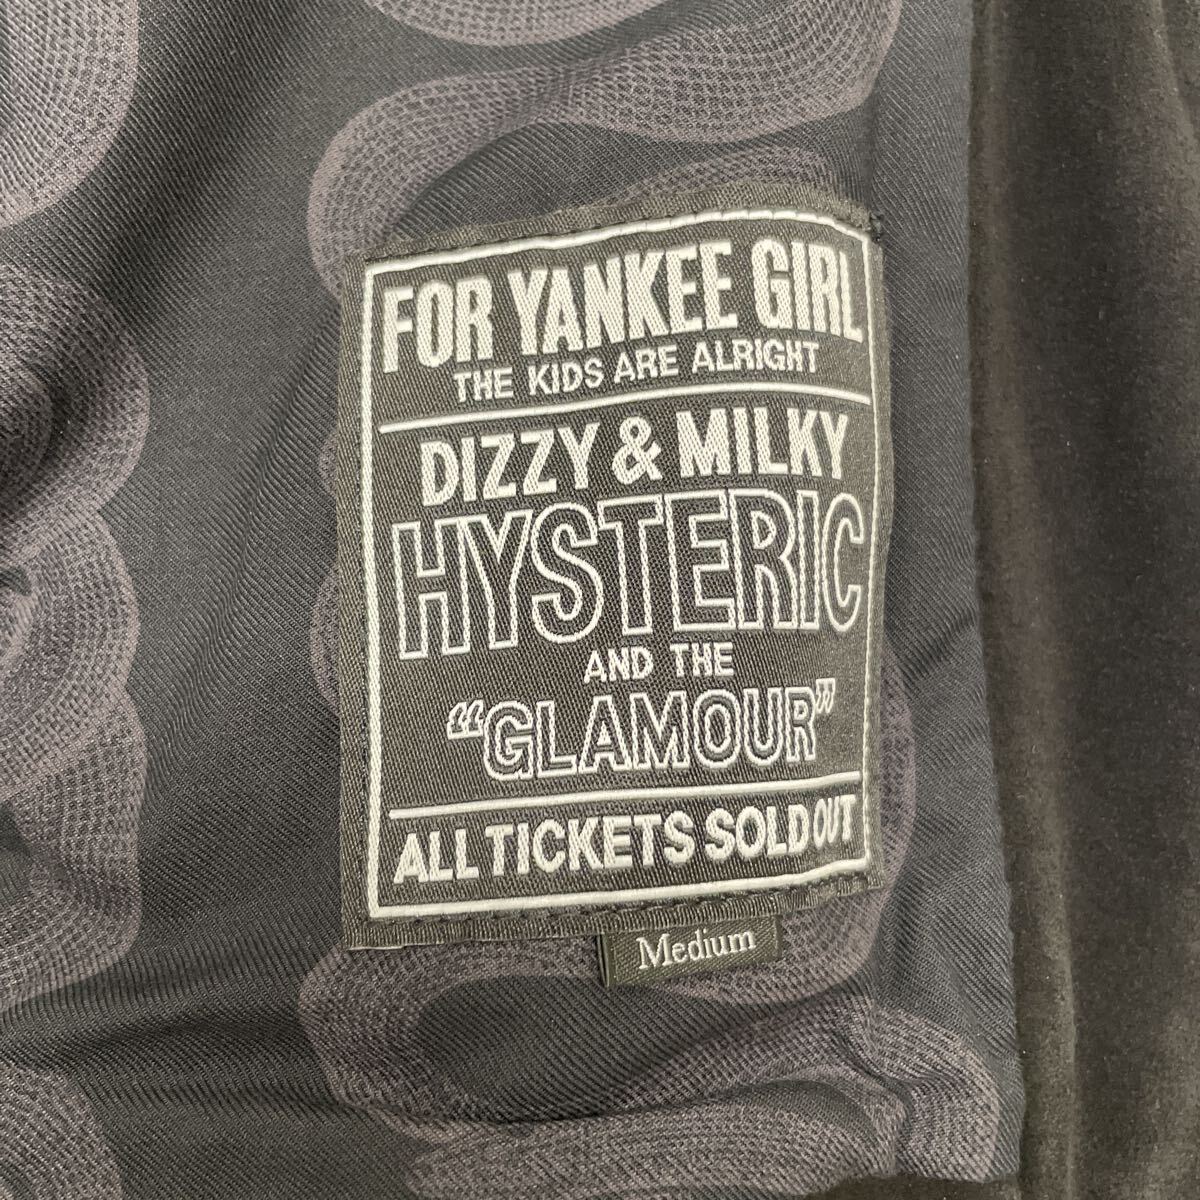 FOR YANKEE GIRL
THE KIDS ARE ALRIGHT
DIZZY & MILKY
HYSTERIC
AND THE
“GLAMOUR”
ALL TICKETS SOLD OUT
Medium